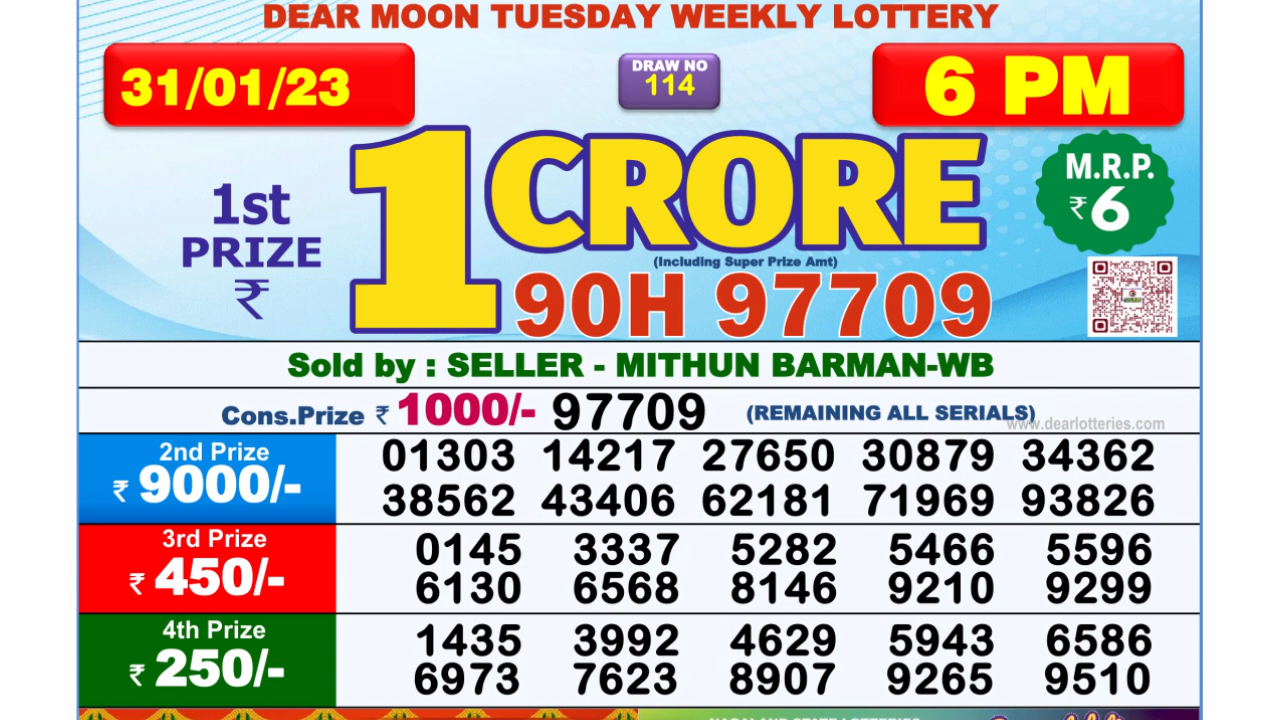 DEAR MOON TUESDAY WEEKLY LOTTERY
31/01/23
DRAW NO
114
6 PM
1st
PRIZE
₹
1 CRORE
(Including Super Prize Amt)
90H 97709
M.R.P.
₹6
Sold by : SELLER - MITHUN BARMAN-WB
Cons.Prize ₹ 1000/- 97709 (REMAINING ALL SERIALS)
www.dearlotteries.com
2nd Prize
₹ 9000/-
01303 14217 27650 30879 34362
38562 43406 62181 71969 93826
3rd Prize
₹ 450/-
0145 3337 5282 5466 5596
6130 6568 8146 9210 9299
4th Prize
₹ 250/-
1435 3992 4629 5943 6586
6973 7623 8907 9265 9510
NAGALAND STATE LOTTERIES